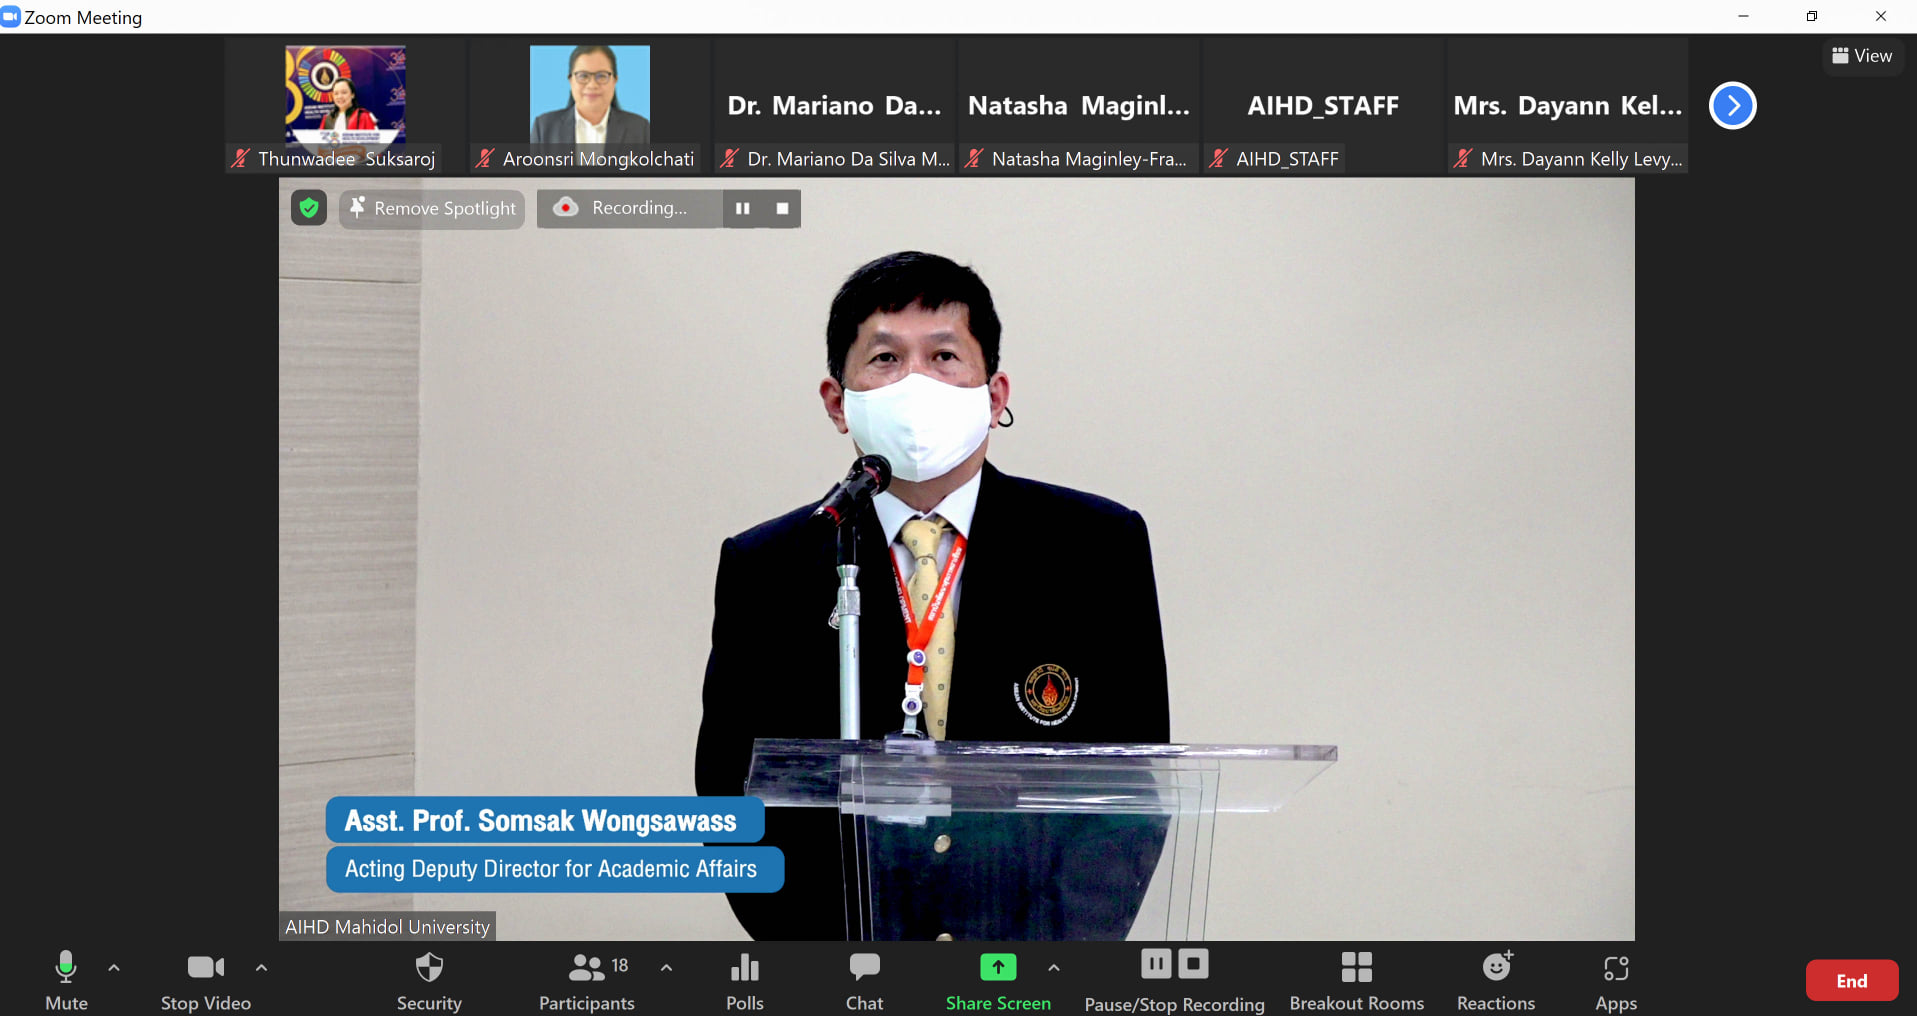 Zoom Meeting
View
Dr. Mariano Da...
Natasha Maginl...
AIHD_STAFF
Mrs. Dayann Kel...
Thunwadee Suksaroj
Aroonsri Mongkolchati
Dr. Mariano Da Silva M...
Natasha Maginley-Fra...
AIHD_STAFF
Mrs. Dayann Kelly Levy...
Remove Spotlight
Recording...
Asst. Prof. Somsak Wongsawass
Acting Deputy Director for Academic Affairs
AIHD Mahidol University
18
Mute
Stop Video
Security
Participants
Polls
Chat
Share Screen
Pause/Stop Recording
Breakout Rooms
Reactions
Apps
End